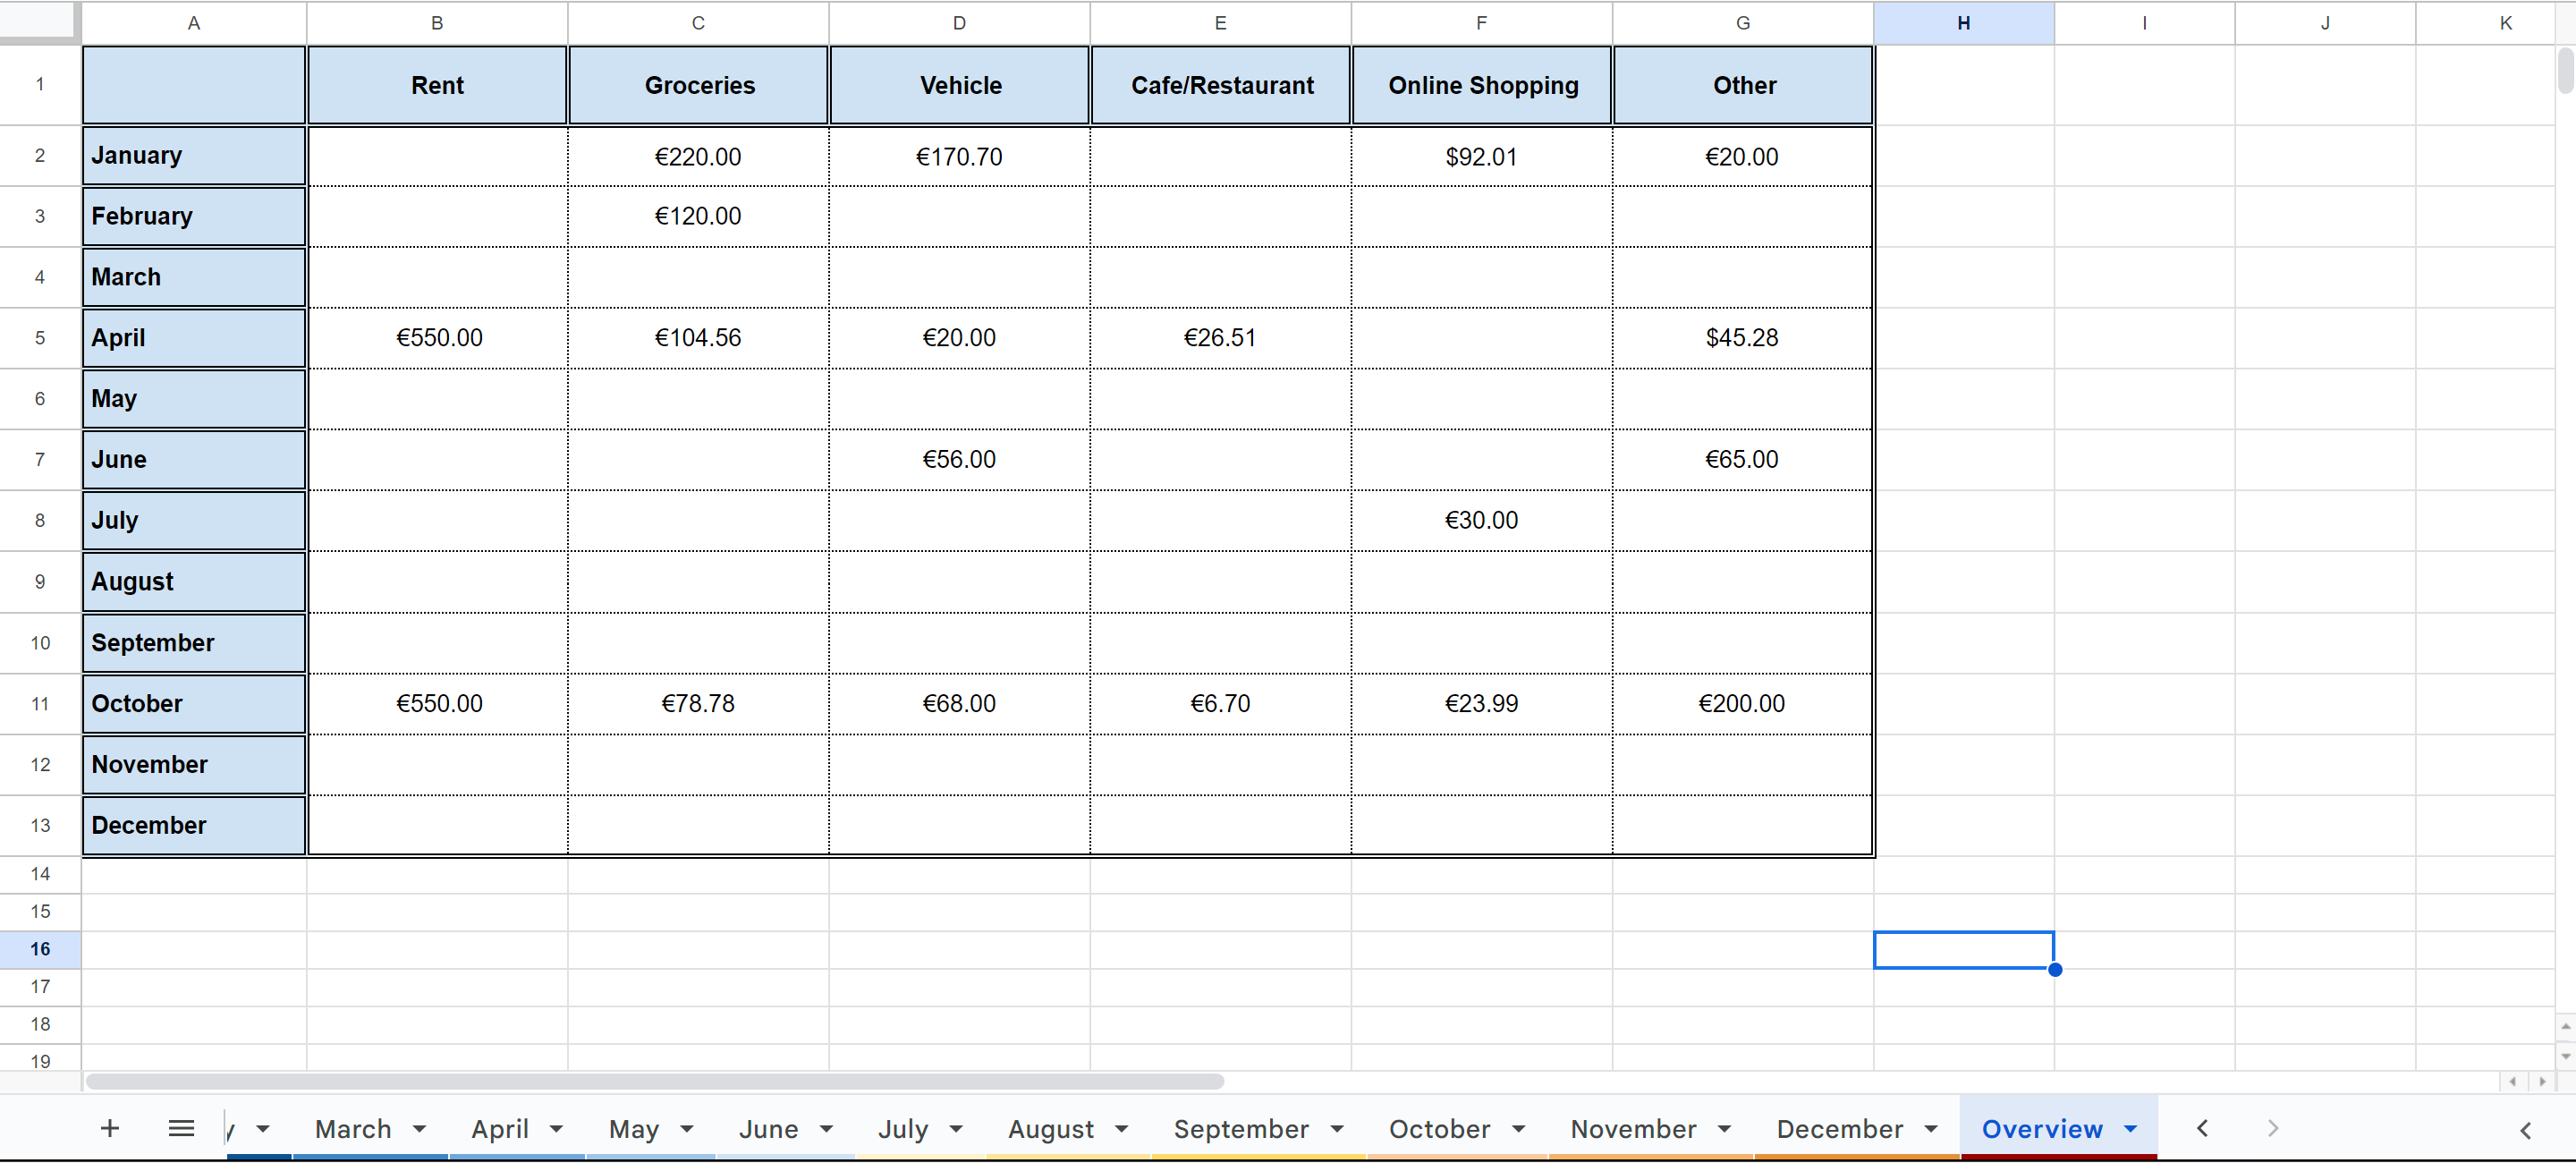 A B C D E F G H I J K
1 Rent Groceries Vehicle Cafe/Restaurant Online Shopping Other
2 January €220.00 €170.70 $92.01 €20.00
3 February €120.00
4 March
5 April €550.00 €104.56 €20.00 €26.51 $45.28
6 May
7 June €56.00 €65.00
8 July €30.00
9 August
10 September
11 October €550.00 €78.78 €68.00 €6.70 €23.99 €200.00
12 November
13 December
14
15
16
17
18
19
y March April May June July August September October November December Overview